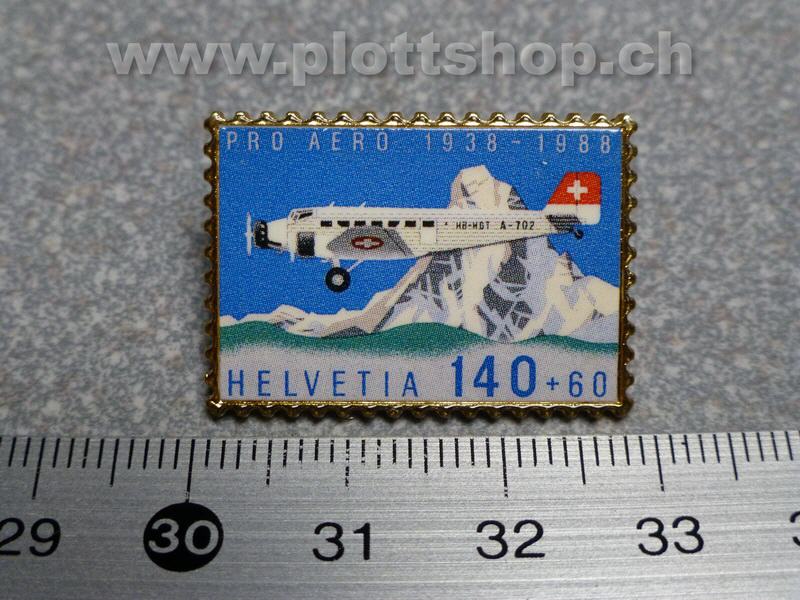 www.plottshop.ch
PRO AERO 1938-1988
HB-HOT A-702
HELVETIA 140+60
29 30 31 32 33